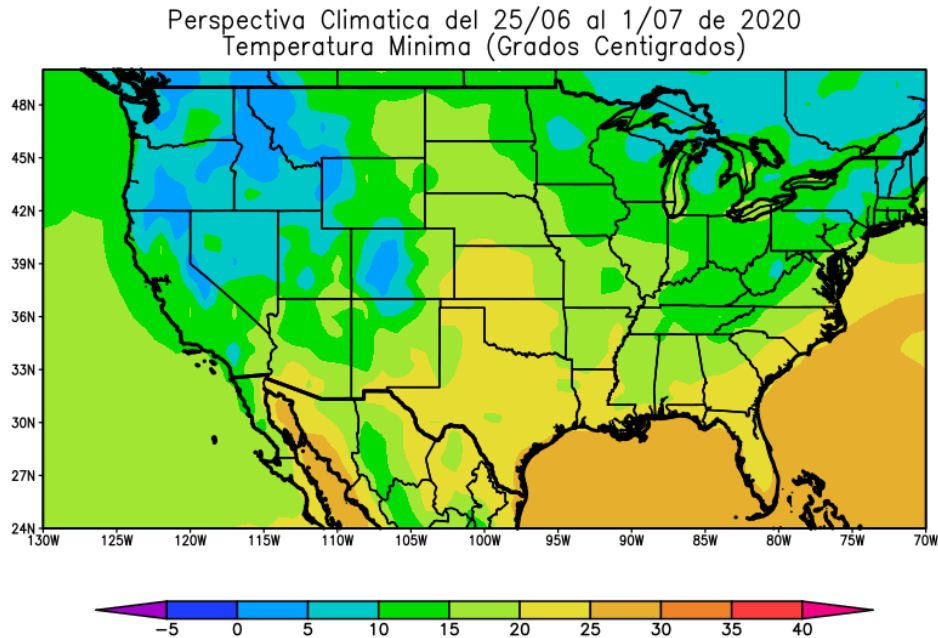 Perspectiva Climatica del 25/06 al 1/07 de 2020
Temperatura Minima (Grados Centigrados)
48N
45N
42N
39N
36N
33N
30N
27N
24N
130W 125W 120W 115W 110W 105W 100W 95W 90W 85W 80W 75W 70W
-5 0 5 10 15 20 25 30 35 40